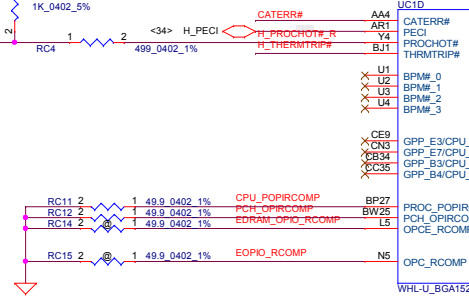 1K_0402_5%
UC1D
CATERR# AA4 CATERR#
<34> H_PECI AR1 PECI
2 RC4 1 2 499_0402_1% H_PROCHOT#_R Y4 PROCHOT#
H_THERMTRIP# BJ1 THRMTRIP#
U1 BPM#_0
U2 BPM#_1
U3 BPM#_2
U4 BPM#_3
CE9 GPP_E3/CPU_
CN3 GPP_E7/CPU_
CB34 GPP_B3/CPU_
CC35 GPP_B4/CPU_
RC11 2 1 49.9_0402_1% CPU_POPIRCOMP BP27 PROC_POPIR
RC12 2 1 49.9_0402_1% PCH_OPIRCOMP BW25 PCH_OPIRCO
RC14 2 @ 1 49.9_0402_1% EDRAM_OPIO_RCOMP L5 OPCE_RCOMP
RC15 2 @ 1 49.9_0402_1% EOPIO_RCOMP N5 OPC_RCOMP
WHL-U_BGA152